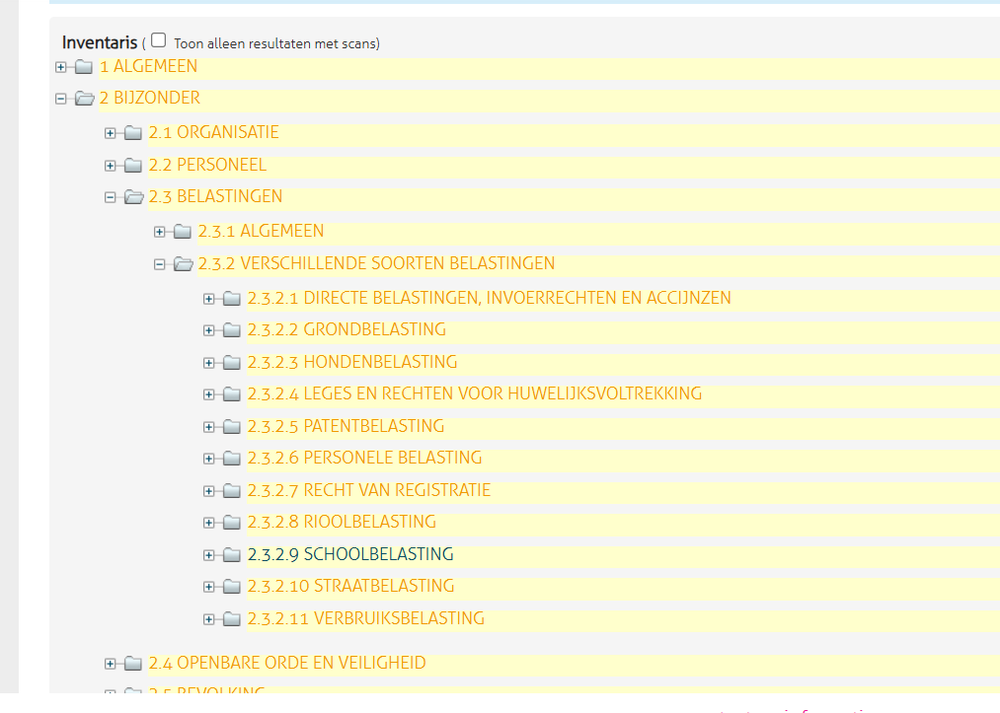 Inventaris ( Toon alleen resultaten met scans)
1 ALGEMEEN
2 BIJZONDER
2.1 ORGANISATIE
2.2 PERSONEEL
2.3 BELASTINGEN
2.3.1 ALGEMEEN
2.3.2 VERSCHILLENDE SOORTEN BELASTINGEN
2.3.2.1 DIRECTE BELASTINGEN, INVOERRECHTEN EN ACCIJNZEN
2.3.2.2 GRONDBELASTING
2.3.2.3 HONDENBELASTING
2.3.2.4 LEGES EN RECHTEN VOOR HUWELIJKSVOLTREKKING
2.3.2.5 PATENTBELASTING
2.3.2.6 PERSONELE BELASTING
2.3.2.7 RECHT VAN REGISTRATIE
2.3.2.8 RIOOLBELASTING
2.3.2.9 SCHOOLBELASTING
2.3.2.10 STRAATBELASTING
2.3.2.11 VERBRUIKSBELASTING
2.4 OPENBARE ORDE EN VEILIGHEID
2.5 BEVOLKING